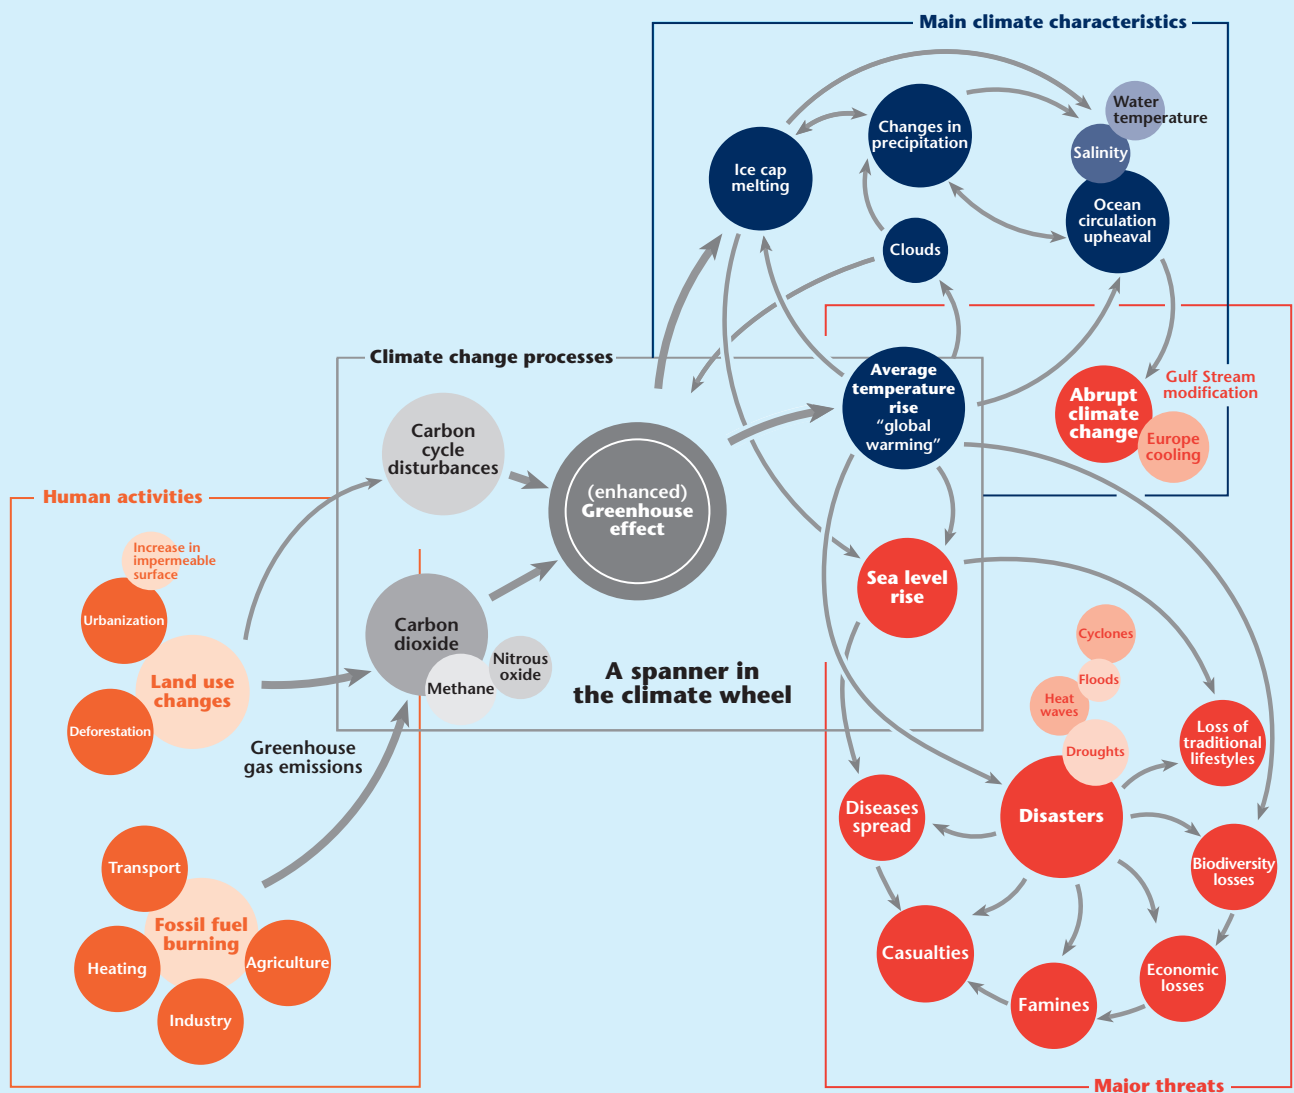 Main climate characteristics
Water
temperature
Changes in
precipitation
Salinity
Ice cap
melting
Ocean
circulation
upheaval
Clouds
Climate change processes
Average
temperature
rise
“global
warming”
Gulf Stream
modification
Abrupt
climate
change
Europe
cooling
Carbon
cycle
disturbances
(enhanced)
Greenhouse
effect
Human activities
Increase in
impermeable
surface
Urbanization
Land use
changes
Deforestation
Carbon
dioxide
Methane
Nitrous
oxide
A spanner in
the climate wheel
Sea level
rise
Greenhouse
gas emissions
Cyclones
Floods
Heat
waves
Droughts
Loss of
traditional
lifestyles
Diseases
spread
Disasters
Biodiversity
losses
Transport
Fossil fuel
burning
Heating
Agriculture
Industry
Casualties
Famines
Economic
losses
Major threats